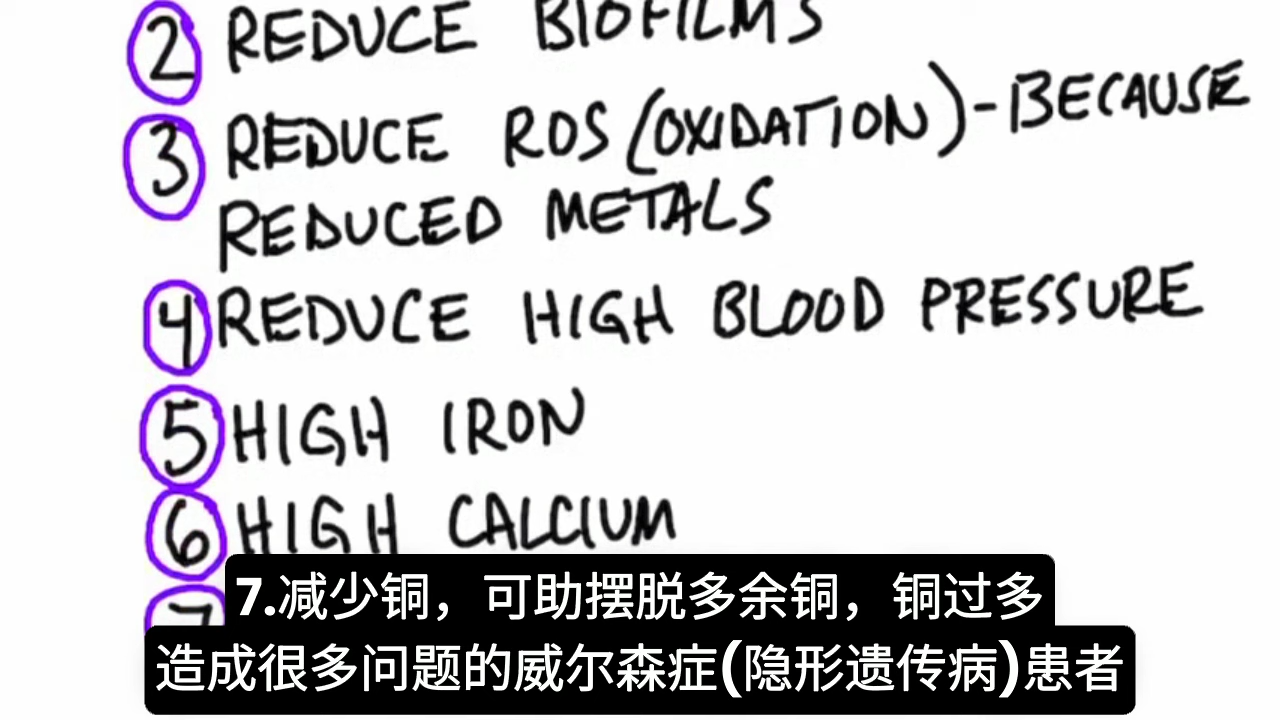 2 REDUCE BIOFILMS
3 REDUCE ROS (OXIDATION) - BECAUSE
REDUCED METALS
4 REDUCE HIGH BLOOD PRESSURE
5 HIGH IRON
6 HIGH CALCIUM
7
7.减少铜，可助摆脱多余铜，铜过多
造成很多问题的威尔森症(隐形遗传病)患者